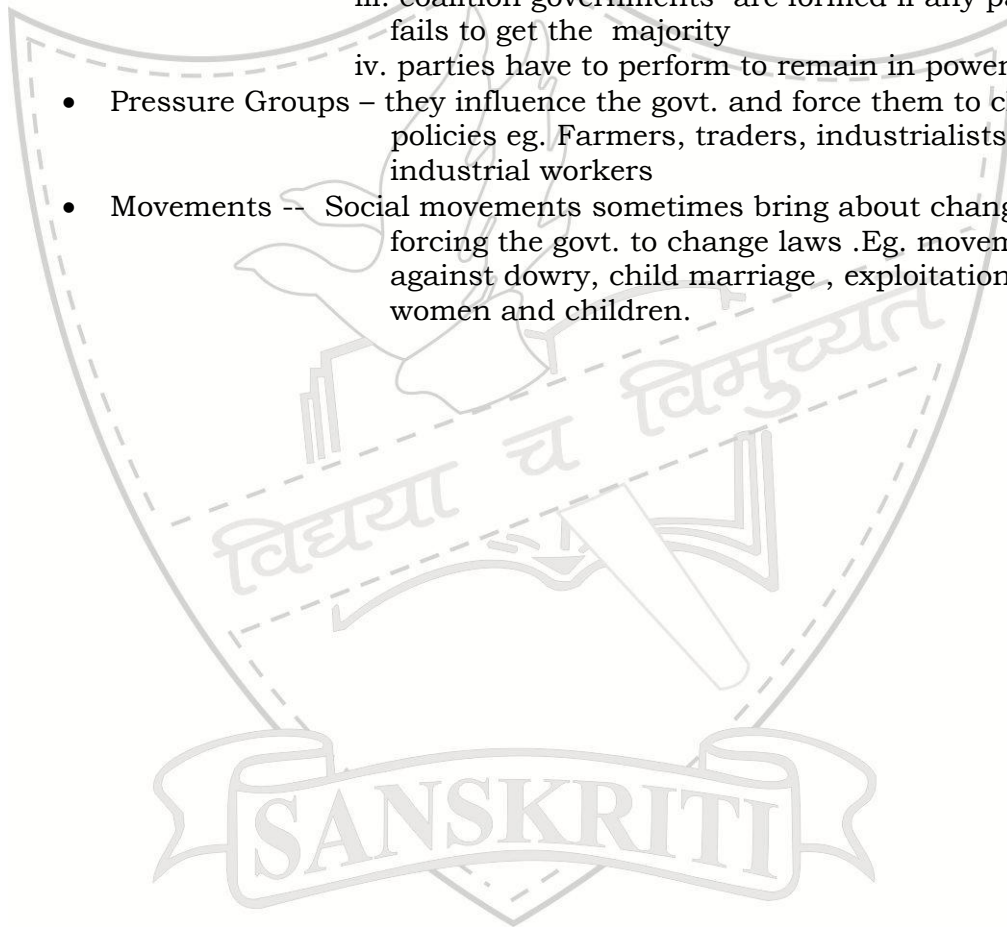 iii. coalition governments are formed if any pa
fails to get the majority
iv. parties have to perform to remain in power
• Pressure Groups – they influence the govt. and force them to c
policies eg. Farmers, traders, industrialists
industrial workers
• Movements -- Social movements sometimes bring about chang
forcing the govt. to change laws .Eg. movem
against dowry, child marriage , exploitation
women and children.
विद्यया च विमुच्यते
SANSKRITI